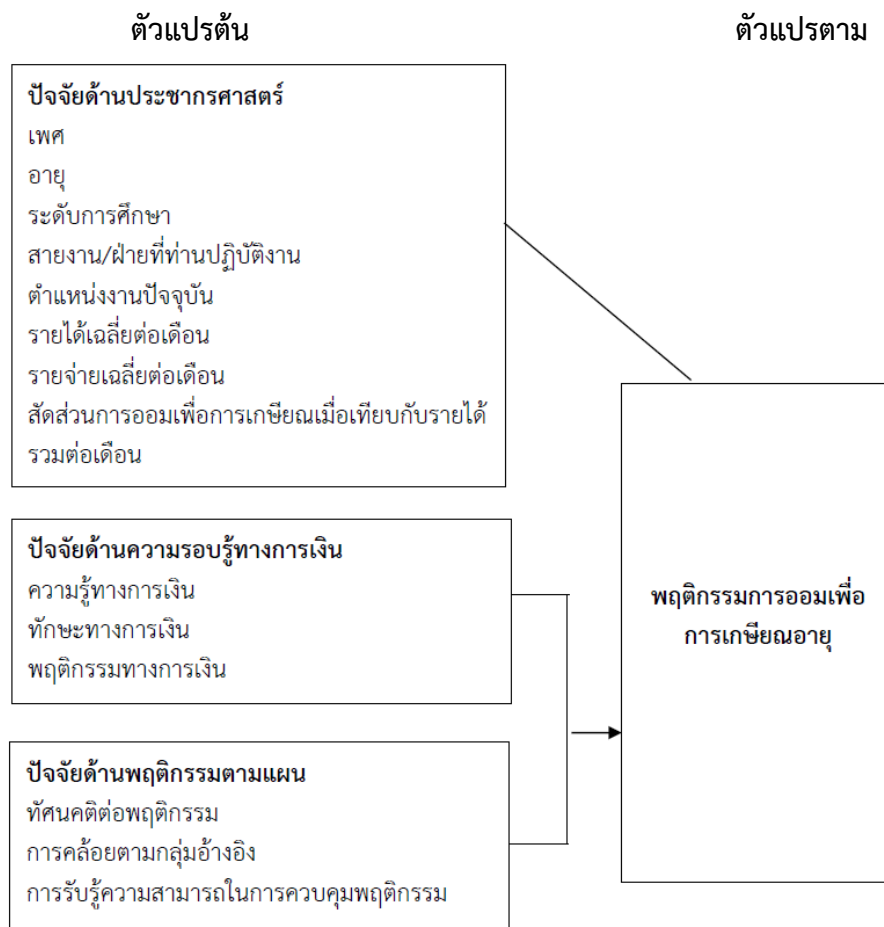 ตัวแปรต้น
ตัวแปรตาม
ปัจจัยด้านประชากรศาสตร์
เพศ
อายุ
ระดับการศึกษา
สายงาน/ฝ่ายที่ท่านปฏิบัติงาน
ตำแหน่งงานปัจจุบัน
รายได้เฉลี่ยต่อเดือน
รายจ่ายเฉลี่ยต่อเดือน
สัดส่วนการออมเพื่อการเกษียณเมื่อเทียบกับรายได้
รวมต่อเดือน
ปัจจัยด้านความรอบรู้ทางการเงิน
ความรู้ทางการเงิน
ทักษะทางการเงิน
พฤติกรรมทางการเงิน
ปัจจัยด้านพฤติกรรมตามแผน
ทัศนคติต่อพฤติกรรม
การคล้อยตามกลุ่มอ้างอิง
การรับรู้ความสามารถในการควบคุมพฤติกรรม
พฤติกรรมการออมเพื่อ
การเกษียณอายุ